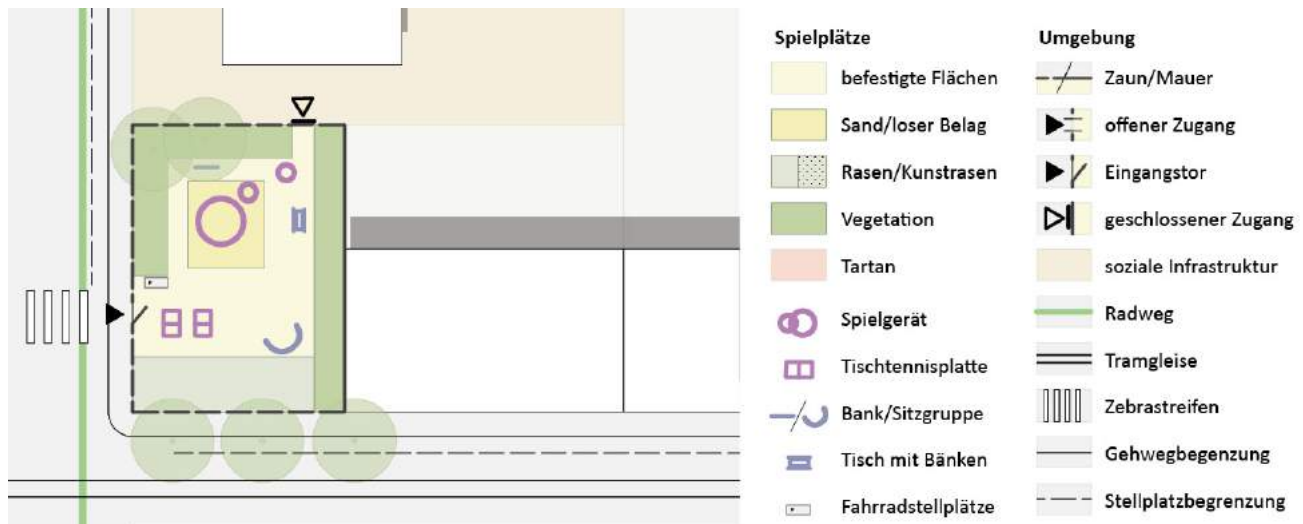 Spielplätze
befestigte Flächen
Sand/loser Belag
Rasen/Kunstrasen
Vegetation
Tartan
Spielgerät
Tischtennisplatte
Bank/Sitzgruppe
Tisch mit Bänken
Fahrradstellplätze
Umgebung
Zaun/Mauer
offener Zugang
Eingangstor
geschlossener Zugang
soziale Infrastruktur
Radweg
Tramgleise
Zebrastreifen
Gehwegbegenzung
Stellplatzbegrenzung